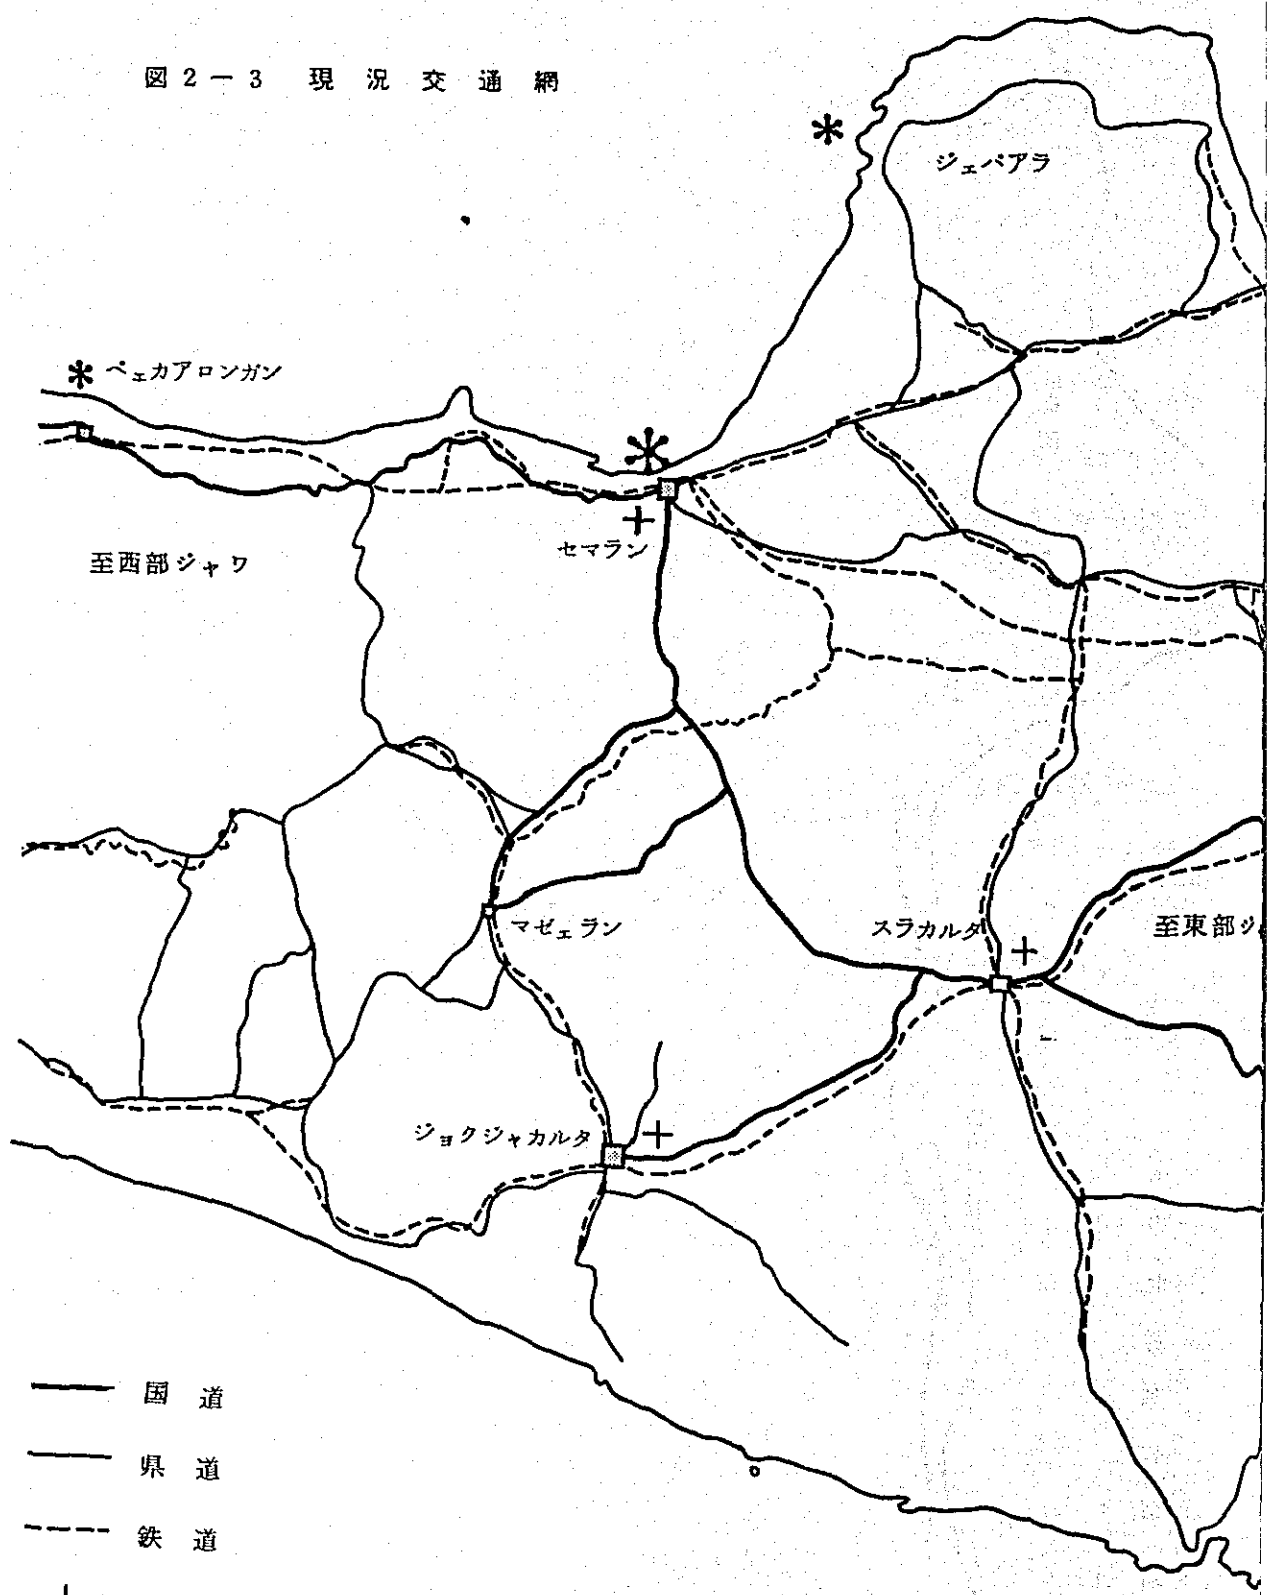 図2-3 現況交通網
ジェパアラ
ペェカアロンガン
セマラン
至西部ジャワ
マゼェラン
スラカルタ
至東部ジ
ジョクジャカルタ
国道
県道
鉄道